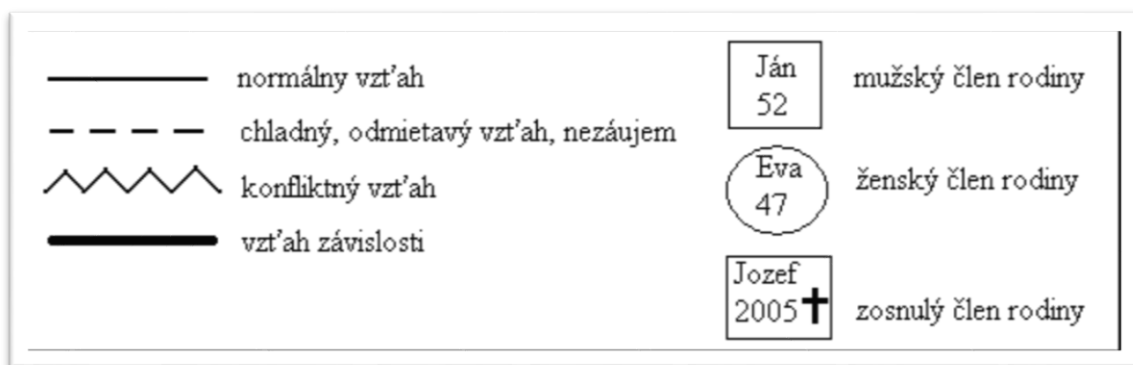 normálny vzťah
chladný, odmietavý vzťah, nezáujem
konfliktný vzťah
vzťah závislosti
Ján
52
mužský člen rodiny
Eva
47
ženský člen rodiny
Jozef
2005✝
zosnulý člen rodiny